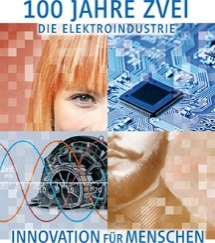 100 JAHRE ZVEI
DIE ELEKTROINDUSTRIE
INNOVATION FÜR MENSCHEN